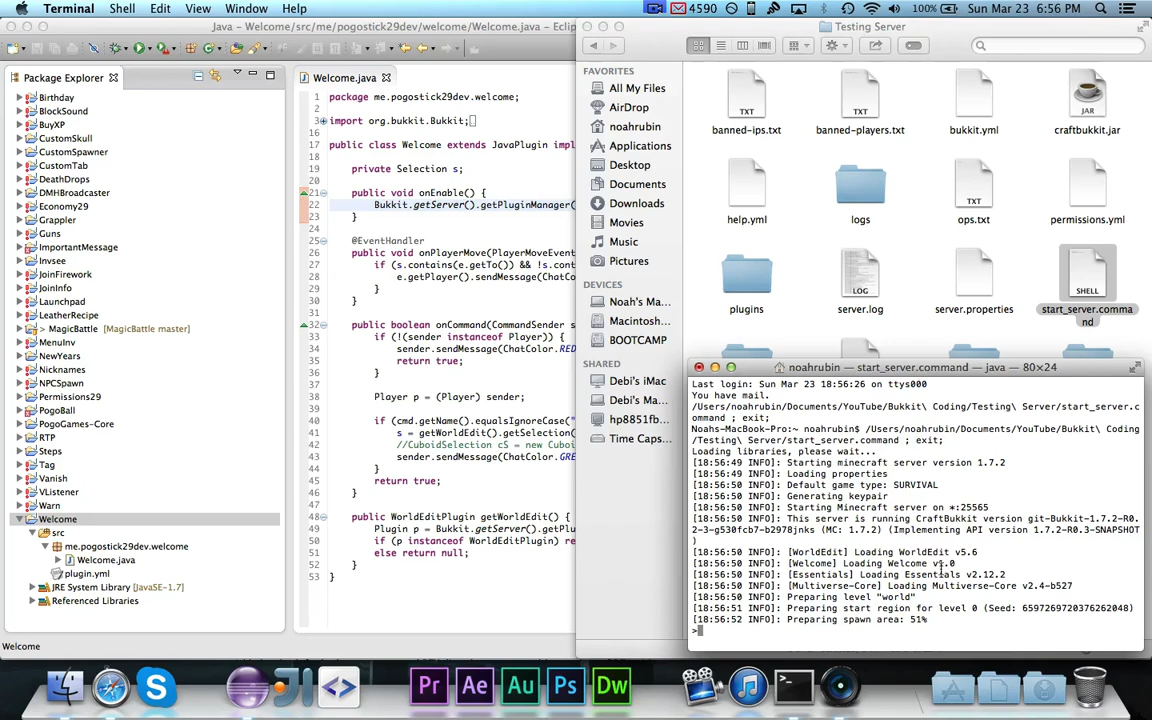 Terminal Shell Edit View Window Help
4590 100% Sun Mar 23 6:56 PM
Java – Welcome/src/me/pogostick29dev/welcome/Welcome.java – Eclip
Package Explorer
Birthday
BlockSound
BuyXP
CustomSkull
CustomSpawner
CustomTab
DeathDrops
DMHBroadcaster
Economy29
Grappler
Guns
ImportantMessage
Invsee
JoinFirework
JoinInfo
Launchpad
LeatherRecipe
> MagicBattle [MagicBattle master]
MenuInv
NewYears
Nicknames
NPCSpawn
Permissions29
PogoBall
PogoGames-Core
RTP
Steps
Tag
Vanish
VListener
Warn
Welcome
src
me.pogostick29dev.welcome
Welcome.java
plugin.yml
JRE System Library [JavaSE-1.7]
Referenced Libraries
Welcome
Welcome.java
1 package me.pogostick29dev.welcome;
2
3 import org.bukkit.Bukkit;
16
17 public class Welcome extends JavaPlugin impl
18
19 private Selection s;
20
21 public void onEnable() {
22 Bukkit.getServer().getPluginManager(
23 }
24
25 @EventHandler
26 public void onPlayerMove(PlayerMoveEvent
27 if (s.contains(e.getTo()) && !s.cont
28 e.getPlayer().sendMessage(ChatCo
29 }
30 }
31
32 public boolean onCommand(CommandSender s
33 if (!(sender instanceof Player)) {
34 sender.sendMessage(ChatColor.RED
35 return true;
36 }
37
38 Player p = (Player) sender;
39
40 if (cmd.getName().equalsIgnoreCase("
41 s = getWorldEdit().getSelection(
42 //CuboidSelection cS = new Cuboi
43 sender.sendMessage(ChatColor.GRE
44 }
45 return true;
46 }
47
48 public WorldEditPlugin getWorldEdit() {
49 Plugin p = Bukkit.getServer().getPlu
50 if (p instanceof WorldEditPlugin) re
51 else return null;
52 }
53 }
Testing Server
FAVORITES
All My Files
AirDrop
noahrubin
Applications
Desktop
Documents
Downloads
Movies
Music
Pictures
DEVICES
Noah's Ma...
Macintosh...
BOOTCAMP
SHARED
Debi's iMac
Debi's Ma...
hp8851fb...
Time Caps...
TXT TXT JAR
banned-ips.txt banned-players.txt bukkit.yml craftbukkit.jar
TXT
help.yml logs ops.txt permissions.yml
LOG SHELL
plugins server.log server.properties start_server.comma
nd
noahrubin — start_server.command — java — 80×24
Last login: Sun Mar 23 18:56:26 on ttys000
You have mail.
/Users/noahrubin/Documents/YouTube/Bukkit\ Coding/Testing\ Server/start_server.c
ommand ; exit;
Noahs-MacBook-Pro:~ noahrubin$ /Users/noahrubin/Documents/YouTube/Bukkit\ Coding
/Testing\ Server/start_server.command ; exit;
Loading libraries, please wait...
[18:56:49 INFO]: Starting minecraft server version 1.7.2
[18:56:49 INFO]: Loading properties
[18:56:50 INFO]: Default game type: SURVIVAL
[18:56:50 INFO]: Generating keypair
[18:56:50 INFO]: Starting Minecraft server on *:25565
[18:56:50 INFO]: This server is running CraftBukkit version git-Bukkit-1.7.2-R0.
2-3-g530fcb7-b2978jnks (MC: 1.7.2) (Implementing API version 1.7.2-R0.3-SNAPSHOT
)
[18:56:50 INFO]: [WorldEdit] Loading WorldEdit v5.6
[18:56:50 INFO]: [Welcome] Loading Welcome v1.0
[18:56:50 INFO]: [Essentials] Loading Essentials v2.12.2
[18:56:50 INFO]: [Multiverse-Core] Loading Multiverse-Core v2.4-b527
[18:56:50 INFO]: Preparing level "world"
[18:56:51 INFO]: Preparing start region for level 0 (Seed: 6597269720376262048)
[18:56:52 INFO]: Preparing spawn area: 51%
>
Pr Ae Au Ps Dw